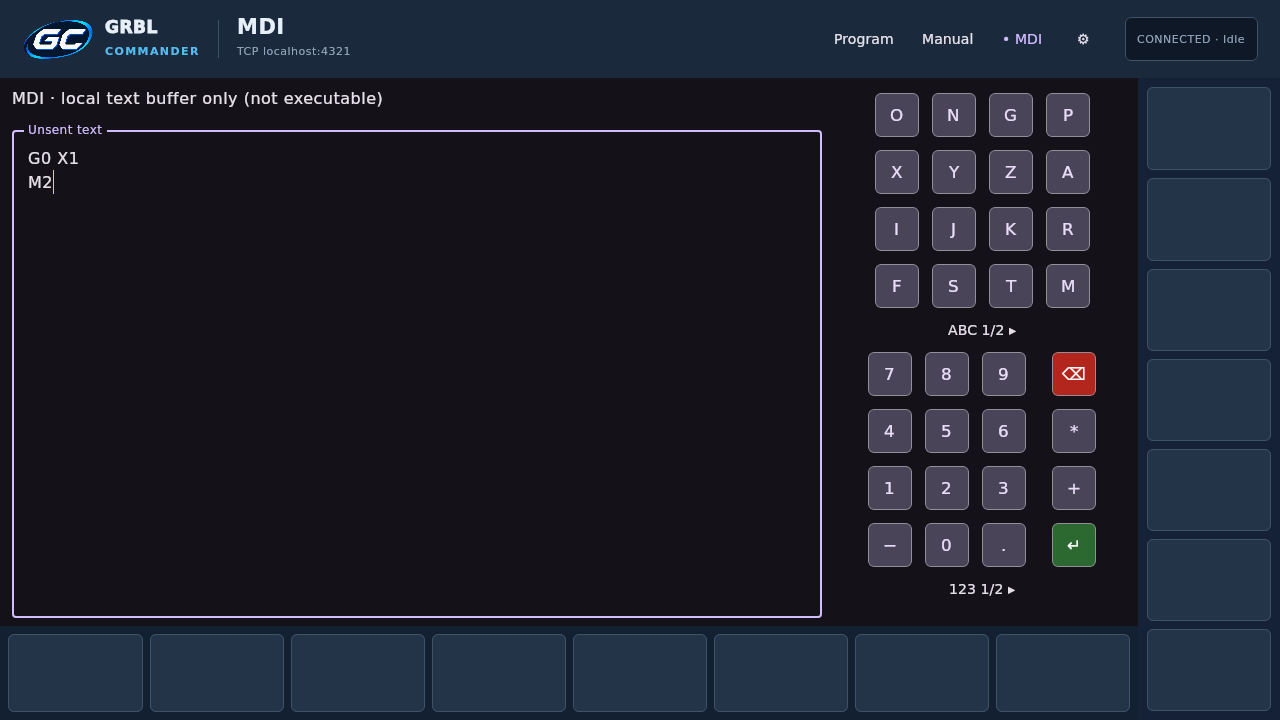 GC
GRBL
COMMANDER
MDI
TCP localhost:4321
Program
Manual
• MDI
⚙
CONNECTED · Idle
MDI · local text buffer only (not executable)
Unsent text
G0 X1
M2
O N G P
X Y Z A
I J K R
F S T M
ABC 1/2 ▸
7 8 9 ⌫
4 5 6 *
1 2 3 +
− 0 . ↵
123 1/2 ▸